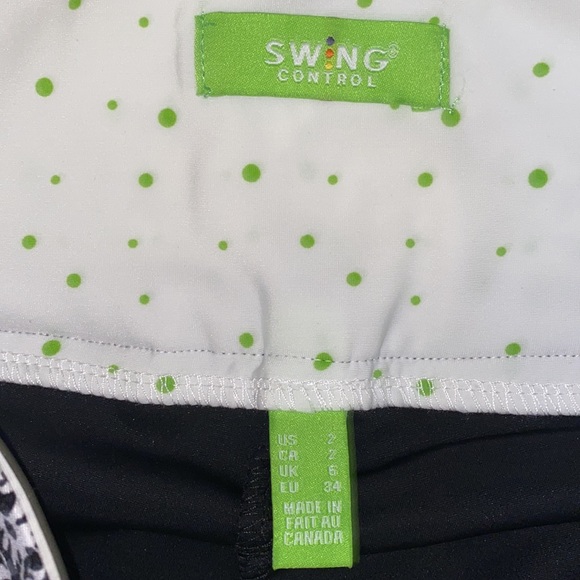 SWING®
CONTROL
US 2
CA 2
UK 6
EU 34
MADE IN
FAIT AU
CANADA